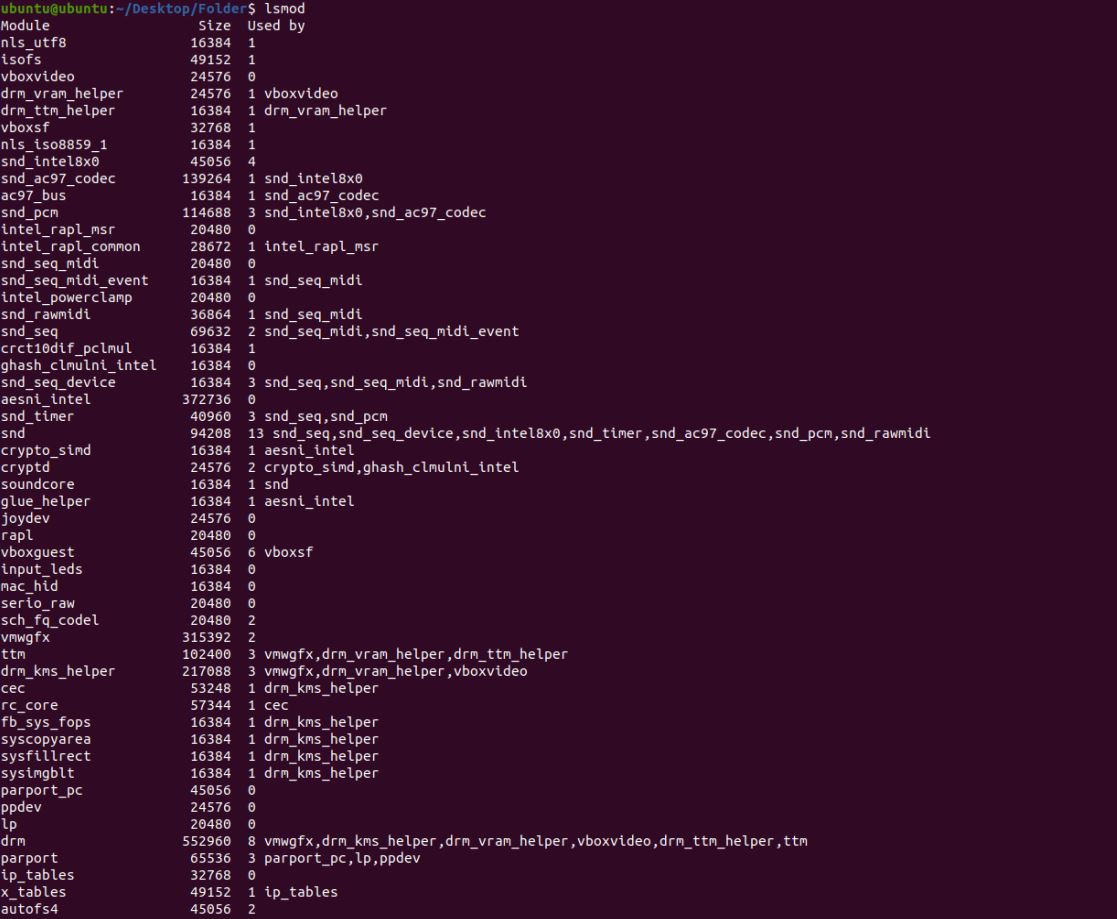 ubuntu@ubuntu:~/Desktop/Folder$ lsmod
Module                  Size  Used by
nls_utf8               16384  1
isofs                  49152  1
vboxvideo              24576  0
drm_vram_helper        24576  1 vboxvideo
drm_ttm_helper         16384  1 drm_vram_helper
vboxsf                 32768  1
nls_iso8859_1          16384  1
snd_intel8x0           45056  4
snd_ac97_codec        139264  1 snd_intel8x0
ac97_bus               16384  1 snd_ac97_codec
snd_pcm               114688  3 snd_intel8x0,snd_ac97_codec
intel_rapl_msr         20480  0
intel_rapl_common      28672  1 intel_rapl_msr
snd_seq_midi           20480  0
snd_seq_midi_event     16384  1 snd_seq_midi
intel_powerclamp       20480  0
snd_rawmidi            36864  1 snd_seq_midi
snd_seq                69632  2 snd_seq_midi,snd_seq_midi_event
crct10dif_pclmul       16384  1
ghash_clmulni_intel    16384  0
snd_seq_device         16384  3 snd_seq,snd_seq_midi,snd_rawmidi
aesni_intel           372736  0
snd_timer              40960  3 snd_seq,snd_pcm
snd                    94208  13 snd_seq,snd_seq_device,snd_intel8x0,snd_timer,snd_ac97_codec,snd_pcm,snd_rawmidi
crypto_simd            16384  1 aesni_intel
cryptd                 24576  2 crypto_simd,ghash_clmulni_intel
soundcore              16384  1 snd
glue_helper            16384  1 aesni_intel
joydev                 24576  0
rapl                   20480  0
vboxguest              45056  6 vboxsf
input_leds             16384  0
mac_hid                16384  0
serio_raw              20480  0
sch_fq_codel           20480  2
vmwgfx                315392  2
ttm                   102400  3 vmwgfx,drm_vram_helper,drm_ttm_helper
drm_kms_helper        217088  3 vmwgfx,drm_vram_helper,vboxvideo
cec                    53248  1 drm_kms_helper
rc_core                57344  1 cec
fb_sys_fops            16384  1 drm_kms_helper
syscopyarea            16384  1 drm_kms_helper
sysfillrect            16384  1 drm_kms_helper
sysimgblt              16384  1 drm_kms_helper
parport_pc             45056  0
ppdev                  24576  0
lp                     20480  0
drm                   552960  8 vmwgfx,drm_kms_helper,drm_vram_helper,vboxvideo,drm_ttm_helper,ttm
parport                65536  3 parport_pc,lp,ppdev
ip_tables              32768  0
x_tables               49152  1 ip_tables
autofs4                45056  2